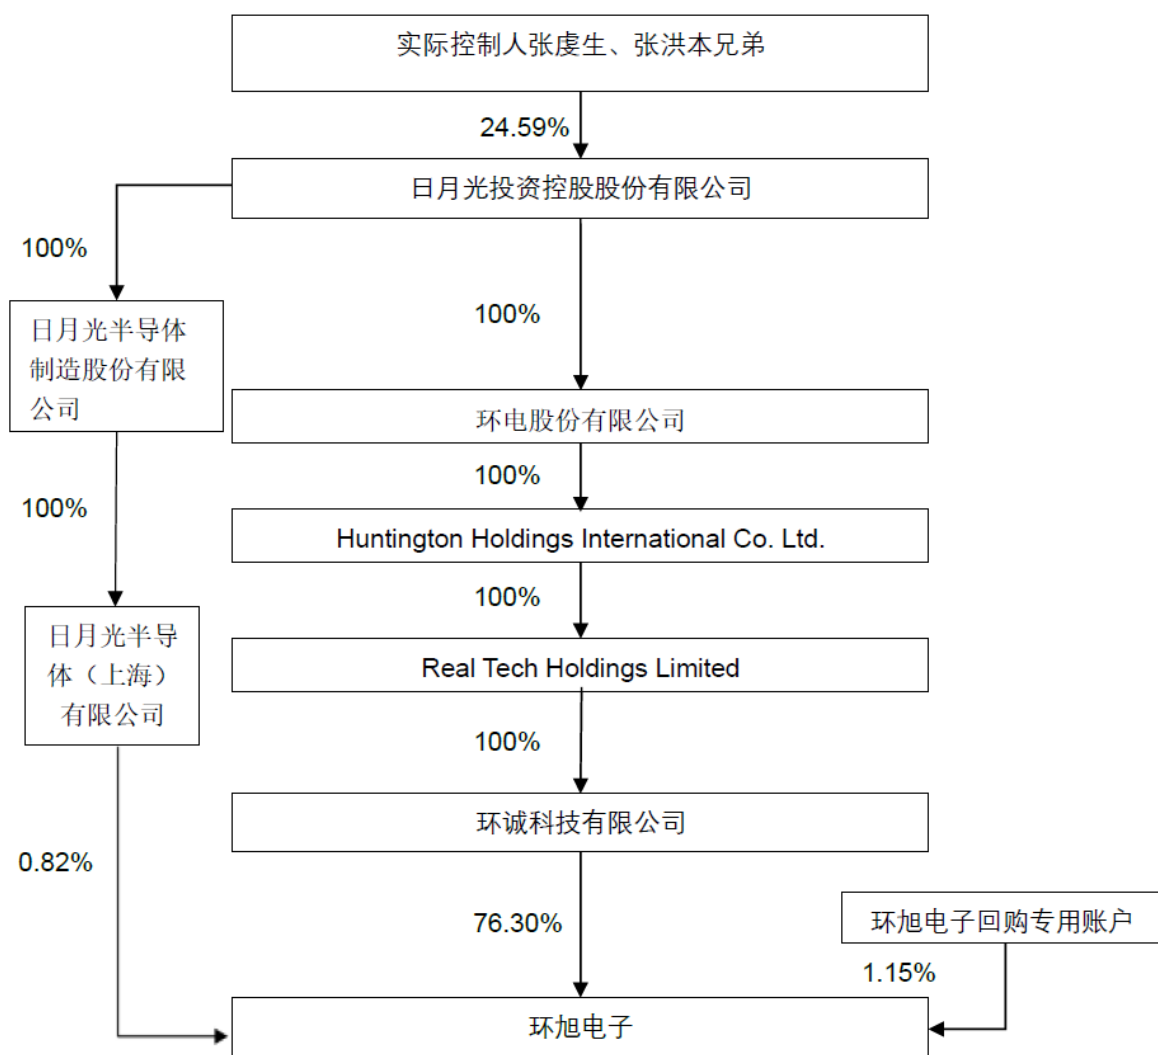 实际控制人张虔生、张洪本兄弟
24.59%
日月光投资控股股份有限公司
100%
100%
日月光半导体
制造股份有限
公司
环电股份有限公司
100%
100%
Huntington Holdings International Co. Ltd.
100%
日月光半导
体（上海）
有限公司
Real Tech Holdings Limited
100%
环诚科技有限公司
0.82%
76.30%
环旭电子回购专用账户
1.15%
环旭电子